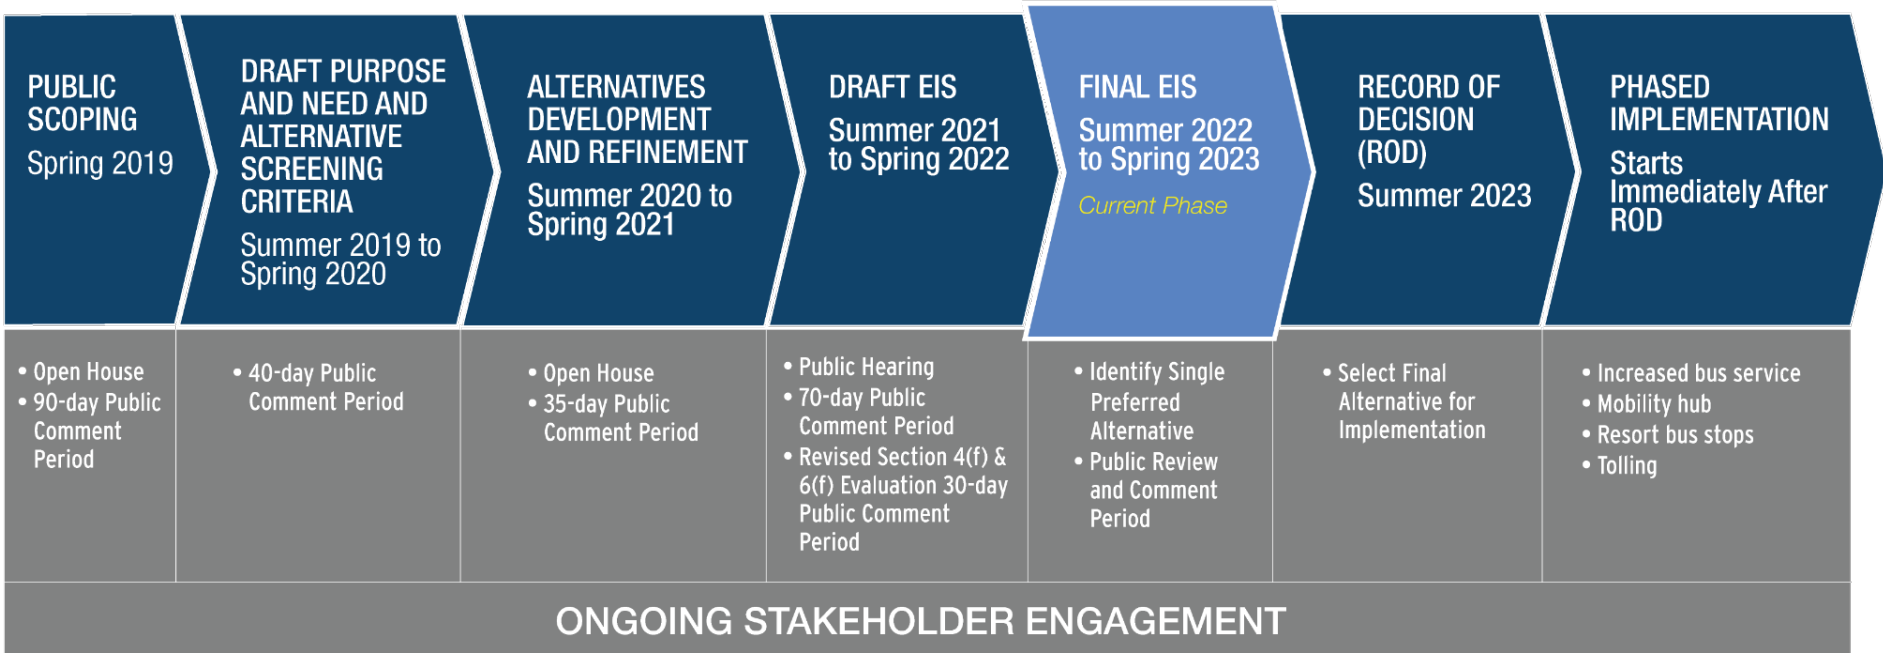 PUBLIC
SCOPING
Spring 2019
DRAFT PURPOSE
AND NEED AND
ALTERNATIVE
SCREENING
CRITERIA
Summer 2019 to
Spring 2020
ALTERNATIVES
DEVELOPMENT
AND REFINEMENT
Summer 2020 to
Spring 2021
DRAFT EIS
Summer 2021
to Spring 2022
FINAL EIS
Summer 2022
to Spring 2023
Current Phase
RECORD OF
DECISION
(ROD)
Summer 2023
PHASED
IMPLEMENTATION
Starts
Immediately After
ROD
• Open House
• 90-day Public
Comment
Period
• 40-day Public
Comment Period
• Open House
• 35-day Public
Comment Period
• Public Hearing
• 70-day Public
Comment Period
• Revised Section 4(f) &
6(f) Evaluation 30-day
Public Comment
Period
• Identify Single
Preferred
Alternative
• Public Review
and Comment
Period
• Select Final
Alternative for
Implementation
• Increased bus service
• Mobility hub
• Resort bus stops
• Tolling
ONGOING STAKEHOLDER ENGAGEMENT